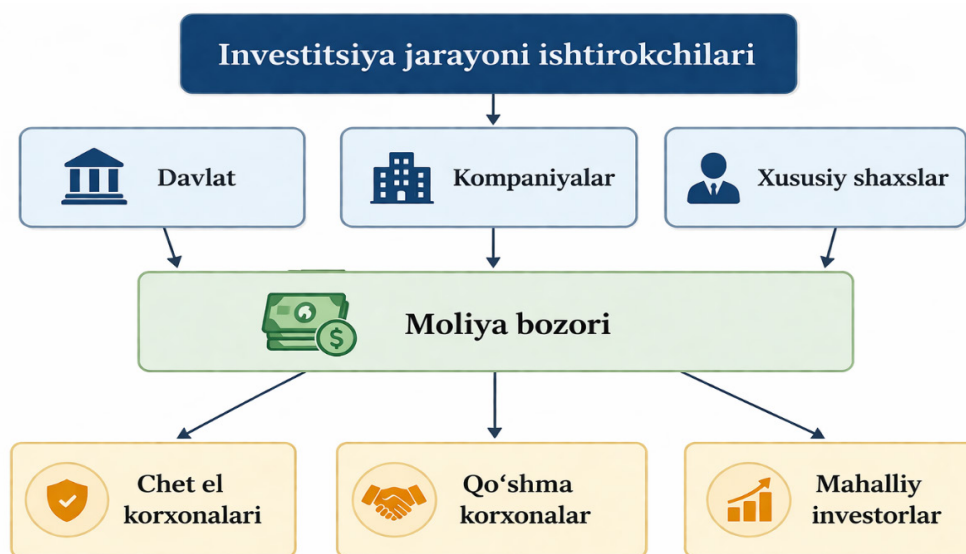 Investitsiya jarayoni ishtirokchilari
Davlat
Kompaniyalar
Xususiy shaxslar
$
Moliya bozori
Chet el
korxonalari
Qo‘shma
korxonalar
Mahalliy
investorlar